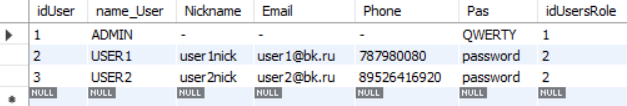 idUser name_User Nickname Email Phone Pas idUsersRole
1 ADMIN - - - QWERTY 1
2 USER1 user1nick user1@bk.ru 787980080 password 2
3 USER2 user2nick user2@bk.ru 89526416920 password 2
NULL NULL NULL NULL NULL NULL NULL